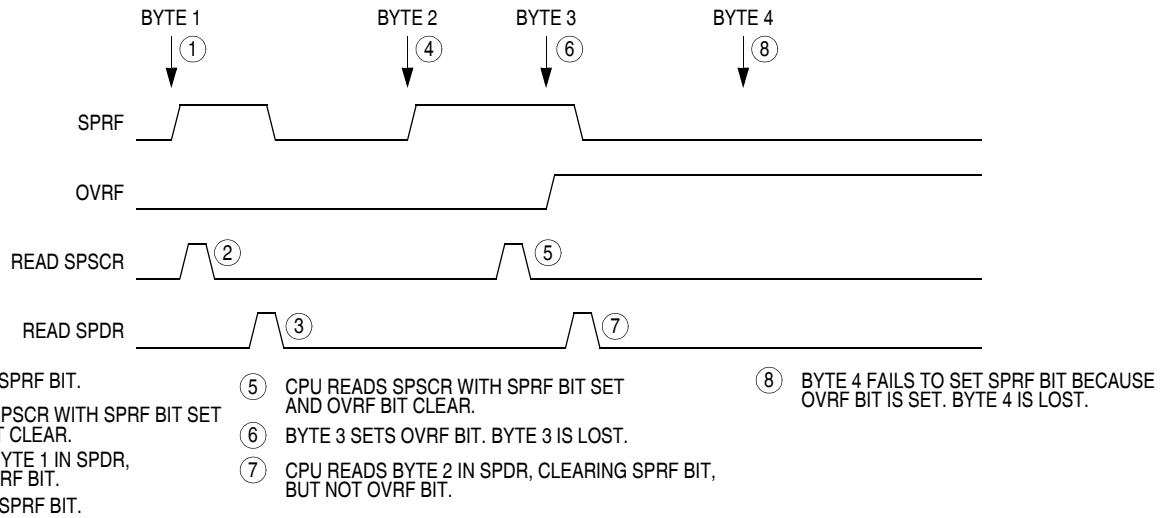 BYTE 1 BYTE 2 BYTE 3 BYTE 4
1 4 6 8
SPRF
OVRF
READ SPSCR 2 5
READ SPDR 3 7
SPRF BIT.
PSCR WITH SPRF BIT SET
T CLEAR.
YTE 1 IN SPDR,
RF BIT.
SPRF BIT.
5 CPU READS SPSCR WITH SPRF BIT SET
AND OVRF BIT CLEAR.
6 BYTE 3 SETS OVRF BIT. BYTE 3 IS LOST.
7 CPU READS BYTE 2 IN SPDR, CLEARING SPRF BIT,
BUT NOT OVRF BIT.
8 BYTE 4 FAILS TO SET SPRF BIT BECAUSE
OVRF BIT IS SET. BYTE 4 IS LOST.